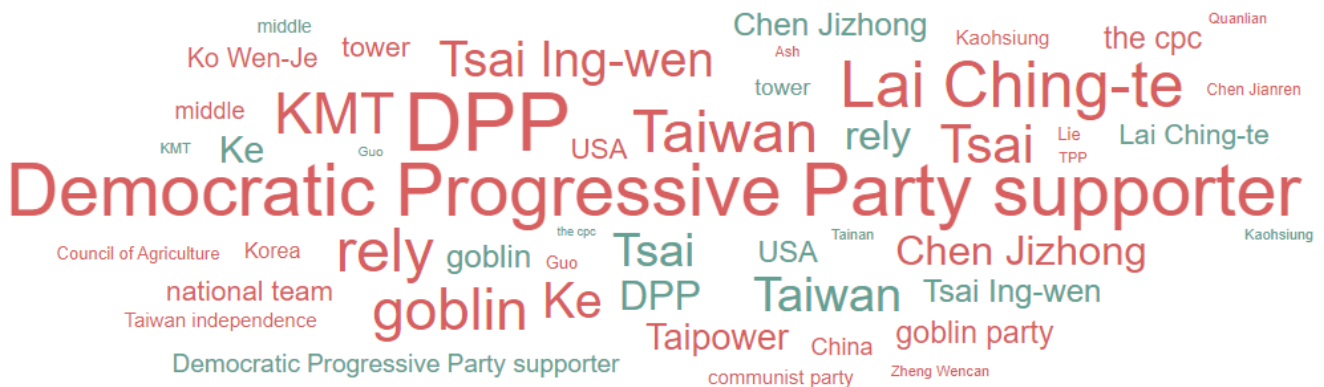 middle
Quanlian
Chen Jizhong
Kaohsiung
the cpc
Ko Wen-Je
tower
Tsai Ing-wen
Ash
tower
Lai Ching-te
Chen Jianren
middle
KMT
DPP
Taiwan
rely
Tsai
Lie
Lai Ching-te
KMT
Ke
Guo
USA
TPP
Democratic Progressive Party supporter
Council of Agriculture
Korea
rely
goblin
the cpc
Guo
Tsai
USA
Tainan
Chen Jizhong
Kaohsiung
national team
goblin
Ke
DPP
Taiwan
Tsai Ing-wen
Taiwan independence
Taipower
China
goblin party
Democratic Progressive Party supporter
communist party
Zheng Wencan